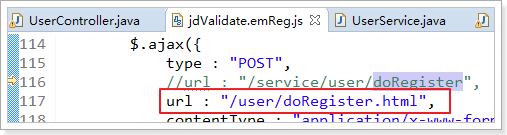 UserController.java jdValidate.emReg.js UserService.java
114 $.ajax({
115 type : "POST",
116 //url : "/service/user/doRegister",
117 url : "/user/doRegister.html",
118 contentType : "application/x-www-form